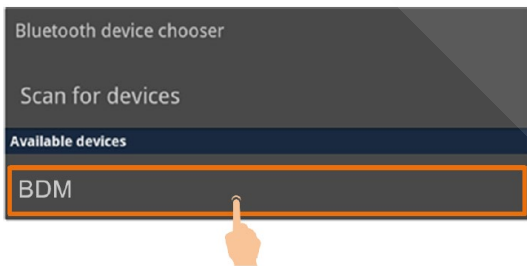 Bluetooth device chooser
Scan for devices
Available devices
BDM